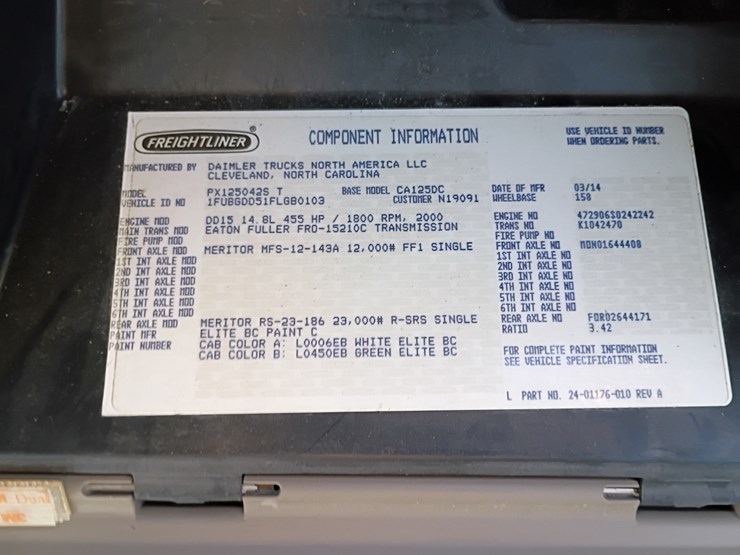 FREIGHTLINER®
COMPONENT INFORMATION
USE VEHICLE ID NUMBER
WHEN ORDERING PARTS.
MANUFACTURED BY DAIMLER TRUCKS NORTH AMERICA LLC
CLEVELAND, NORTH CAROLINA
MODEL PX125042S T BASE MODEL CA125DC DATE OF MFR 03/14
VEHICLE ID NO 1FUBGDD51FLGB0103 CUSTOMER N19091 WHEELBASE 158
ENGINE MOD DD15 14.8L 455 HP / 1800 RPM, 2000 ENGINE NO 472906S0242242
MAIN TRANS MOD EATON FULLER FRO-15210C TRANSMISSION TRANS NO K1042470
FIRE PUMP MOD FIRE PUMP NO
FRONT AXLE MOD MERITOR MFS-12-143A 12,000# FF1 SINGLE FRONT AXLE NO MON01644408
1ST INT AXLE MOD 1ST INT AXLE NO
2ND INT AXLE MOD 2ND INT AXLE NO
3RD INT AXLE MOD 3RD INT AXLE NO
4TH INT AXLE MOD 4TH INT AXLE NO
5TH INT AXLE MOD 5TH INT AXLE NO
6TH INT AXLE MOD 6TH INT AXLE NO
REAR AXLE MOD MERITOR RS-23-186 23,000# R-SRS SINGLE REAR AXLE NO FOR02644171
PAINT MFR ELITE BC PAINT C RATIO 3.42
PAINT NUMBER CAB COLOR A: L0006EB WHITE ELITE BC
CAB COLOR B: L0450EB GREEN ELITE BC
FOR COMPLETE PAINT INFORMATION
SEE VEHICLE SPECIFICATION SHEET.
L PART NO. 24-01176-010 REV A
Dual
3M